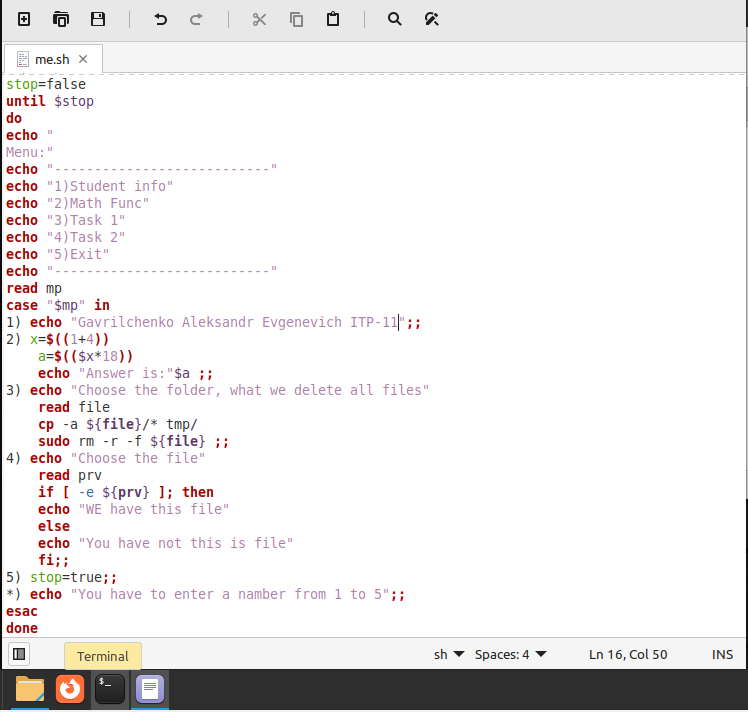 me.sh
stop=false
until $stop
do
echo "
Menu:"
echo "---------------------------"
echo "1)Student info"
echo "2)Math Func"
echo "3)Task 1"
echo "4)Task 2"
echo "5)Exit"
echo "---------------------------"
read mp
case "$mp" in
1) echo "Gavrilchenko Aleksandr Evgenevich ITP-11";;
2) x=$((1+4))
    a=$(($x*18))
    echo "Answer is:"$a ;;
3) echo "Choose the folder, what we delete all files"
    read file
    cp -a ${file}/* tmp/
    sudo rm -r -f ${file} ;;
4) echo "Choose the file"
    read prv
    if [ -e ${prv} ]; then
    echo "WE have this file"
    else
    echo "You have not this is file"
    fi;;
5) stop=true;;
*) echo "You have to enter a namber from 1 to 5";;
esac
done
Terminal
sh Spaces: 4 Ln 16, Col 50 INS
$_